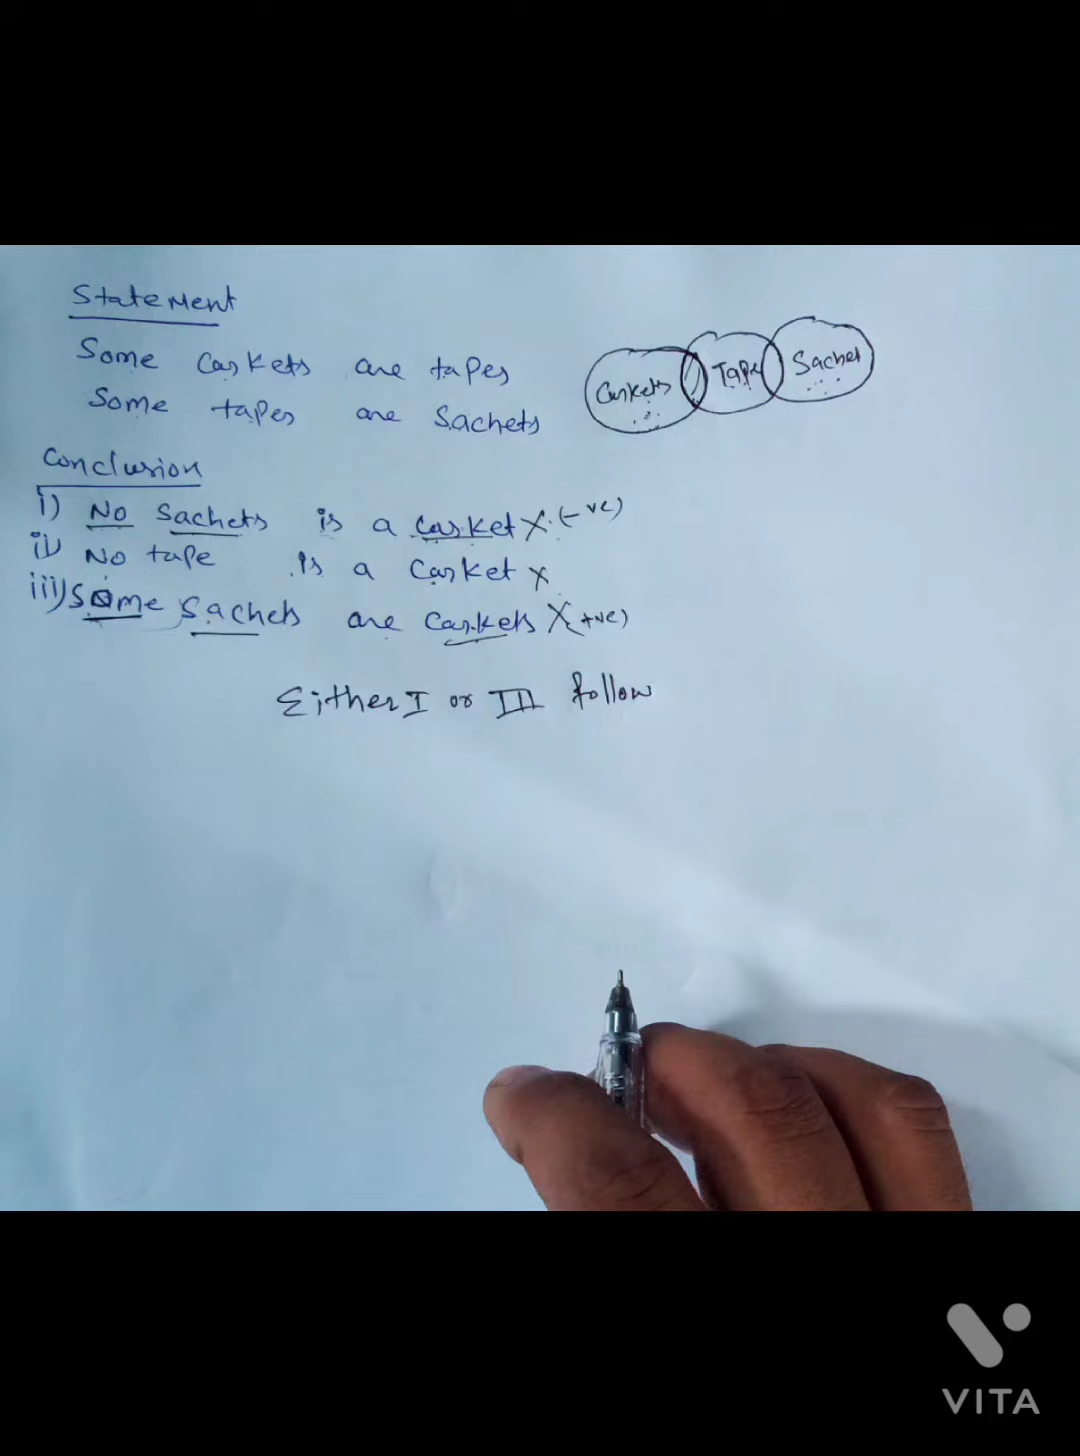 Statement
Some Caskets are tapes
Some tapes are Sachets
Caskets Tape Sachet
Conclusion
i) No Sachets is a Casket X (-ve)
ii) No tape is a Casket X
iii) Some Sachets are Caskets X (+ve)
Either I or III follow
VITA